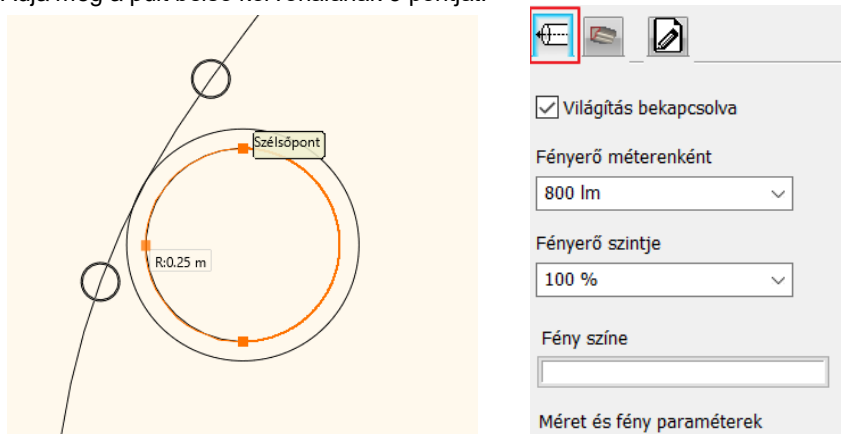 Szélsőpont
R:0.25 m
Világítás bekapcsolva
Fényerő méterenként
800 lm
Fényerő szintje
100 %
Fény színe
Méret és fény paraméterek